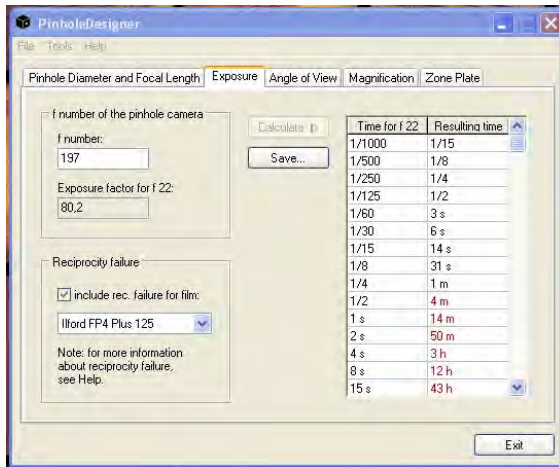 PinholeDesigner
File Tools Help
Pinhole Diameter and Focal Length Exposure Angle of View Magnification Zone Plate
f number of the pinhole camera
f number:
197
Exposure factor for f 22:
80,2
Reciprocity failure
include rec. failure for film:
Ilford FP4 Plus 125
Note: for more information
about reciprocity failure,
see Help.
Calculate
Save...
Time for f 22 Resulting time
1/1000 1/15
1/500 1/8
1/250 1/4
1/125 1/2
1/60 3 s
1/30 6 s
1/15 14 s
1/8 31 s
1/4 1 m
1/2 4 m
1 s 14 m
2 s 50 m
4 s 3 h
8 s 12 h
15 s 43 h
Exit